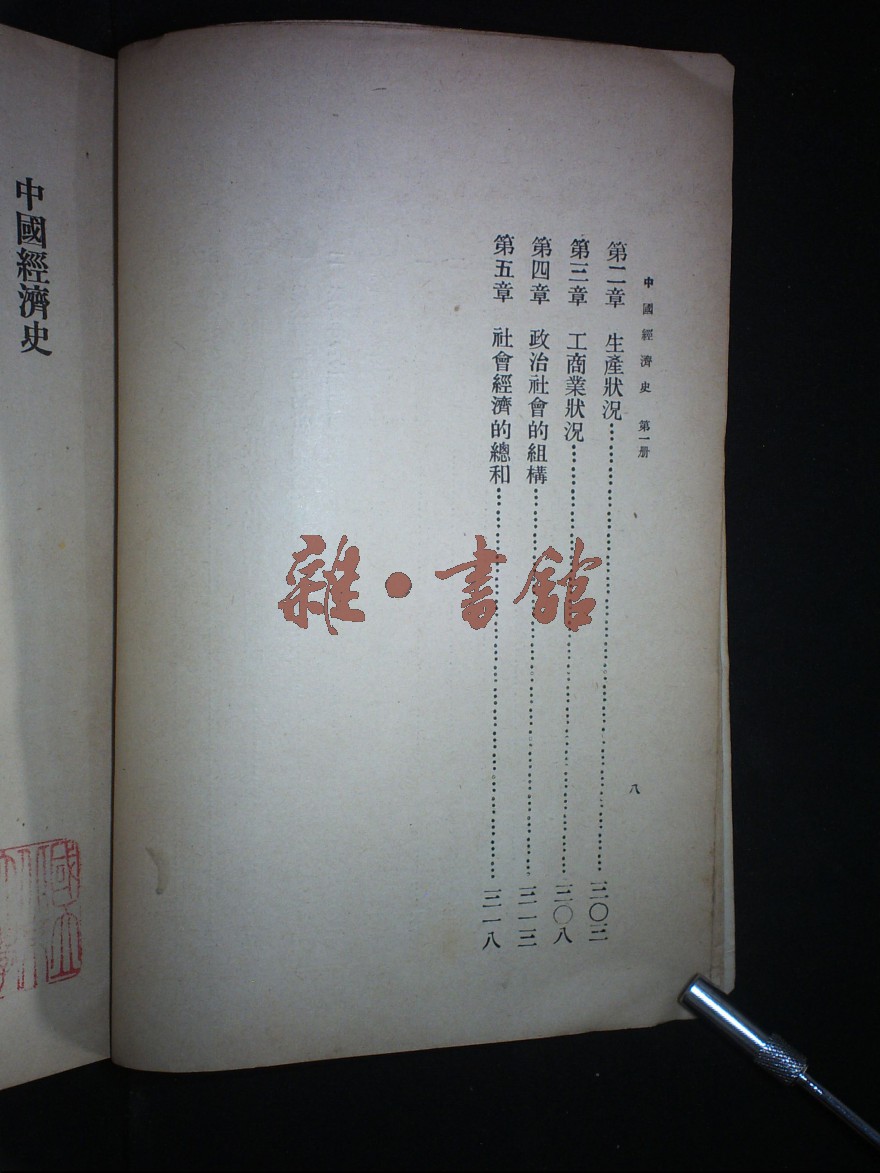 中國經濟史 第一册
八
第二章 生產狀況……三〇三
第三章 工商業狀況……三〇八
第四章 政治社會的組構……三一三
第五章 社會經濟的總和……三一八
中國經濟史
雜·書館
國立